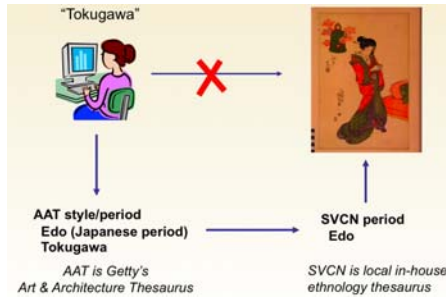 “Tokugawa”
AAT style/period
Edo (Japanese period)
Tokugawa
AAT is Getty’s
Art & Architecture Thesaurus
SVCN period
Edo
SVCN is local in-house
ethnology thesaurus